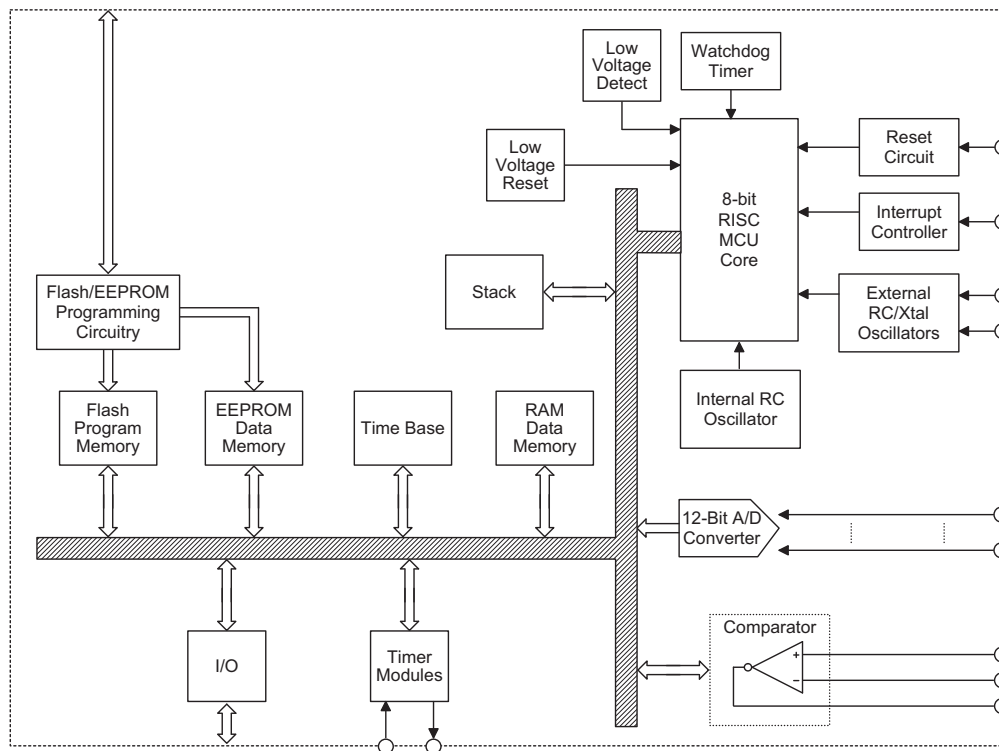 Low
Voltage
Detect
Watchdog
Timer
Low
Voltage
Reset
8-bit
RISC
MCU
Core
Reset
Circuit
Interrupt
Controller
External
RC/Xtal
Oscillators
Stack
Flash/EEPROM
Programming
Circuitry
Internal RC
Oscillator
Flash
Program
Memory
EEPROM
Data
Memory
Time Base
RAM
Data
Memory
12-Bit A/D
Converter
I/O
Timer
Modules
Comparator
+
−